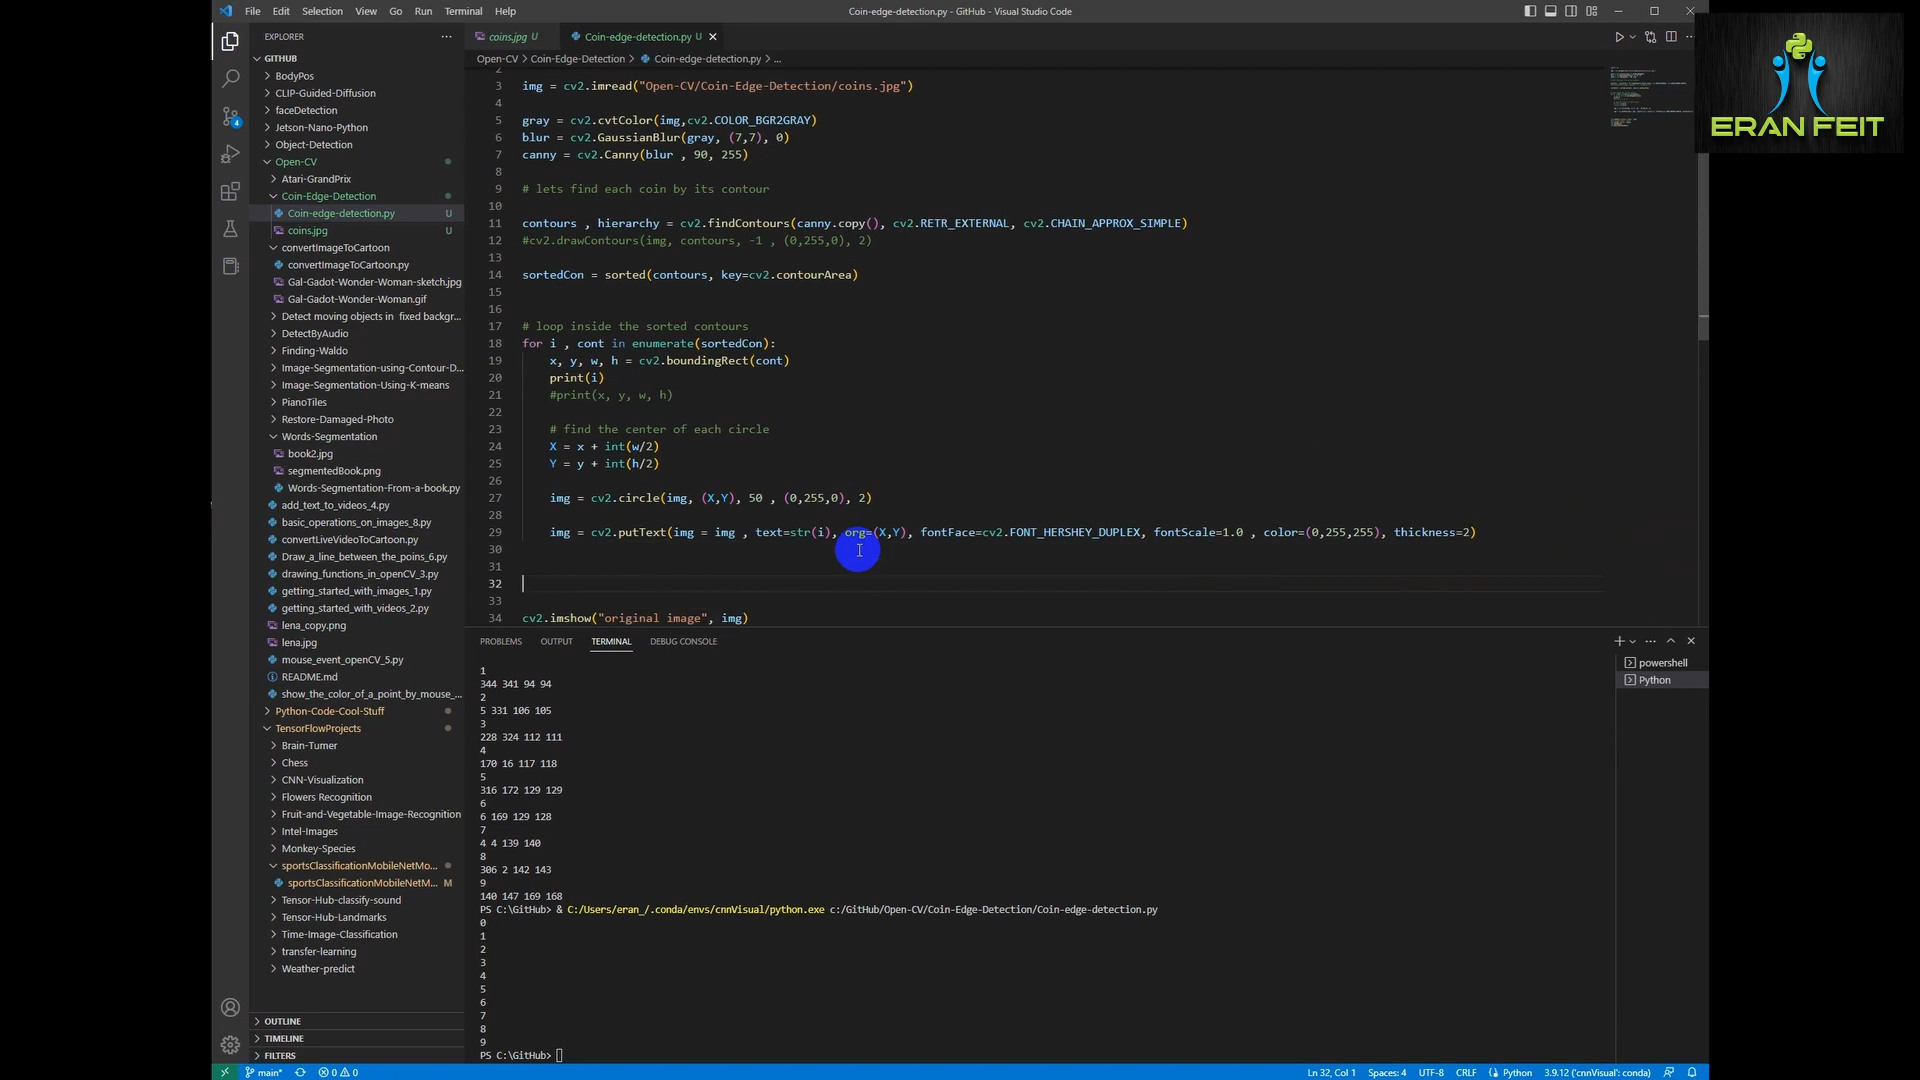 File Edit Selection View Go Run Terminal Help
Coin-edge-detection.py - GitHub - Visual Studio Code
ERAN FEIT
EXPLORER
GITHUB
BodyPos
CLIP-Guided-Diffusion
faceDetection
Jetson-Nano-Python
Object-Detection
Open-CV
Atari-GrandPrix
Coin-Edge-Detection
Coin-edge-detection.py U
coins.jpg U
convertImageToCartoon
convertImageToCartoon.py
Gal-Gadot-Wonder-Woman-sketch.jpg
Gal-Gadot-Wonder-Woman.gif
Detect moving objects in fixed backgr...
DetectByAudio
Finding-Waldo
Image-Segmentation-using-Contour-D...
Image-Segmentation-Using-K-means
PianoTiles
Restore-Damaged-Photo
Words-Segmentation
book2.jpg
segmentedBook.png
Words-Segmentation-From-a-book.py
add_text_to_videos_4.py
basic_operations_on_images_8.py
convertLiveVideoToCartoon.py
Draw_a_line_between_the_poins_6.py
drawing_functions_in_openCV_3.py
getting_started_with_images_1.py
getting_started_with_videos_2.py
lena_copy.png
lena.jpg
mouse_event_openCV_5.py
README.md
show_the_color_of_a_point_by_mouse_...
Python-Code-Cool-Stuff
TensorFlowProjects
Brain-Tumer
Chess
CNN-Visualization
Flowers Recognition
Fruit-and-Vegetable-Image-Recognition
Intel-Images
Monkey-Species
sportsClassificationMobileNetMo...
sportsClassificationMobileNetM... M
Tensor-Hub-classify-sound
Tensor-Hub-Landmarks
Time-Image-Classification
transfer-learning
Weather-predict
OUTLINE
TIMELINE
FILTERS
4
coins.jpg U
Coin-edge-detection.py U
Open-CV > Coin-Edge-Detection > Coin-edge-detection.py > ...
2
3 img = cv2.imread("Open-CV/Coin-Edge-Detection/coins.jpg")
4
5 gray = cv2.cvtColor(img,cv2.COLOR_BGR2GRAY)
6 blur = cv2.GaussianBlur(gray, (7,7), 0)
7 canny = cv2.Canny(blur , 90, 255)
8
9 # lets find each coin by its contour
10
11 contours , hierarchy = cv2.findContours(canny.copy(), cv2.RETR_EXTERNAL, cv2.CHAIN_APPROX_SIMPLE)
12 #cv2.drawContours(img, contours, -1 , (0,255,0), 2)
13
14 sortedCon = sorted(contours, key=cv2.contourArea)
15
16
17 # loop inside the sorted contours
18 for i , cont in enumerate(sortedCon):
19 x, y, w, h = cv2.boundingRect(cont)
20 print(i)
21 #print(x, y, w, h)
22
23 # find the center of each circle
24 X = x + int(w/2)
25 Y = y + int(h/2)
26
27 img = cv2.circle(img, (X,Y), 50 , (0,255,0), 2)
28
29 img = cv2.putText(img = img , text=str(i), org=(X,Y), fontFace=cv2.FONT_HERSHEY_DUPLEX, fontScale=1.0 , color=(0,255,255), thickness=2)
30
31
32
33
34 cv2.imshow("original image", img)
PROBLEMS OUTPUT TERMINAL DEBUG CONSOLE
powershell
Python
1
344 341 94 94
2
5 331 106 105
3
228 324 112 111
4
170 16 117 118
5
316 172 129 129
6
6 169 129 128
7
4 4 139 140
8
306 2 142 143
9
140 147 169 168
PS C:\GitHub> & C:/Users/eran_/.conda/envs/cnnVisual/python.exe c:/GitHub/Open-CV/Coin-Edge-Detection/Coin-edge-detection.py
0
1
2
3
4
5
6
7
8
9
PS C:\GitHub>
main* 0 0
Ln 32, Col 1 Spaces: 4 UTF-8 CRLF Python 3.9.12 ('cnnVisual': conda)